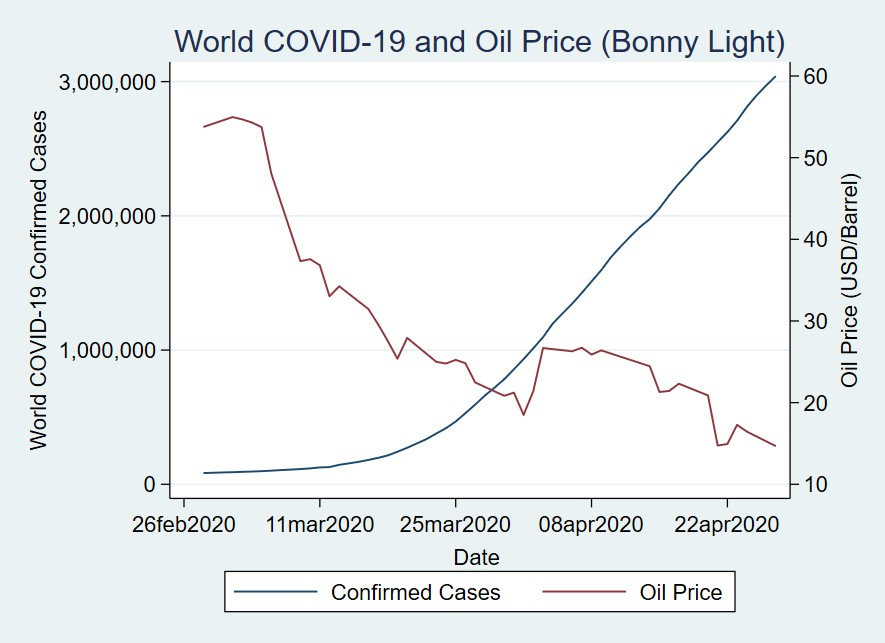 World COVID-19 and Oil Price (Bonny Light)
World COVID-19 Confirmed Cases
3,000,000
2,000,000
1,000,000
0
60
50
40
30
20
10
Oil Price (USD/Barrel)
26feb2020 11mar2020 25mar2020 08apr2020 22apr2020
Date
Confirmed Cases Oil Price